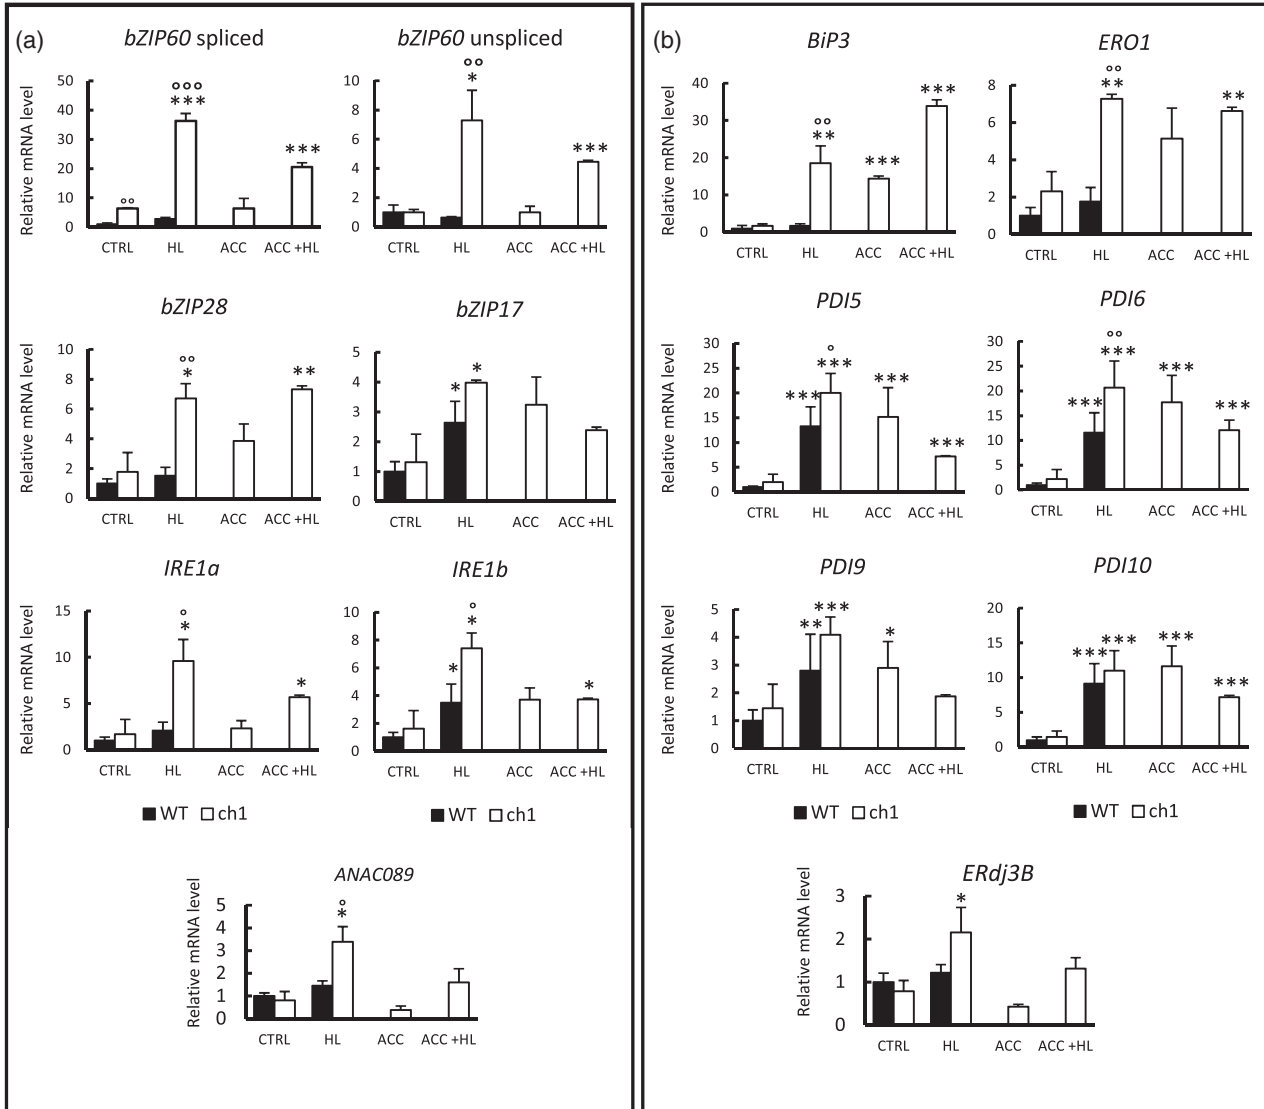 (a)
bZIP60 spliced
°°°
***
***
°°
Relative mRNA level
50
40
30
20
10
0
CTRL HL ACC ACC +HL
bZIP60 unspliced
°°
*
***
10
8
6
4
2
0
CTRL HL ACC ACC +HL
bZIP28
°°
*
**
Relative mRNA level
10
8
6
4
2
0
CTRL HL ACC ACC +HL
bZIP17
*
*
5
4
3
2
1
0
CTRL HL ACC ACC +HL
IRE1a
°
*
*
Relative mRNA level
15
10
5
0
CTRL HL ACC ACC +HL
WT ch1
IRE1b
°
*
*
*
10
8
6
4
2
0
CTRL HL ACC ACC +HL
WT ch1
ANAC089
°
*
Relative mRNA level
5
4
3
2
1
0
CTRL HL ACC ACC +HL
(b)
BiP3
°°
**
***
***
Relative mRNA level
40
30
20
10
0
CTRL HL ACC ACC +HL
ERO1
°°
**
**
8
6
4
2
0
CTRL HL ACC ACC +HL
PDI5
°
***
***
***
***
Relative mRNA level
30
25
20
15
10
5
0
CTRL HL ACC ACC +HL
PDI6
°°
***
***
***
***
30
25
20
15
10
5
0
CTRL HL ACC ACC +HL
PDI9
***
**
*
Relative mRNA level
5
4
3
2
1
0
CTRL HL ACC ACC +HL
WT ch1
PDI10
***
***
***
***
20
15
10
5
0
CTRL HL ACC ACC +HL
WT ch1
ERdj3B
*
Relative mRNA level
3
2
1
0
CTRL HL ACC ACC +HL